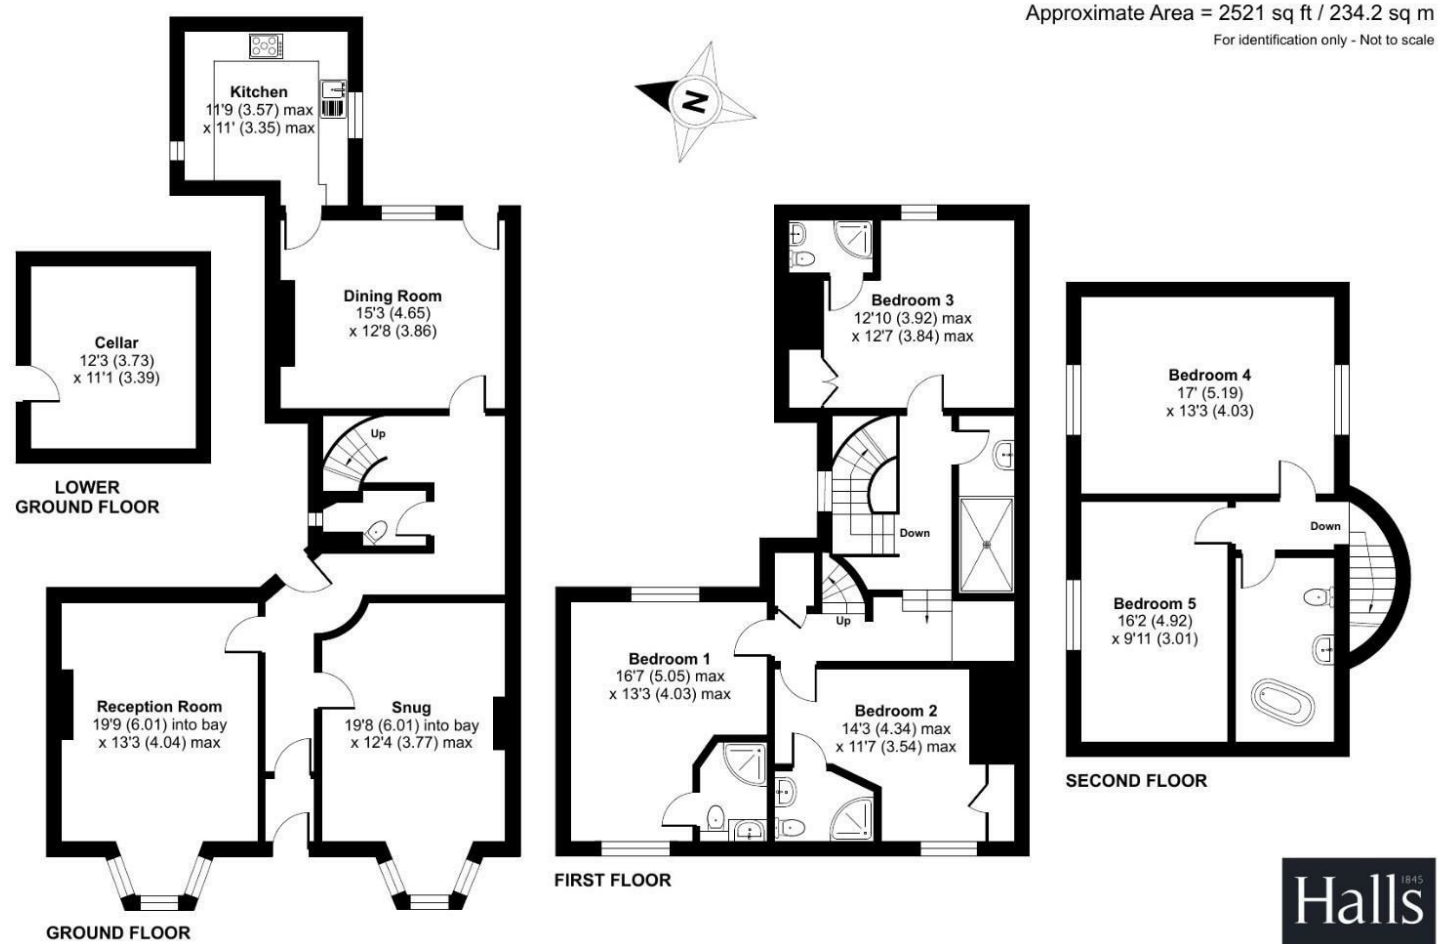 Approximate Area = 2521 sq ft / 234.2 sq m
For identification only - Not to scale
N
Kitchen
11'9 (3.57) max
x 11' (3.35) max
Dining Room
15'3 (4.65)
x 12'8 (3.86)
Cellar
12'3 (3.73)
x 11'1 (3.39)
LOWER
GROUND FLOOR
Up
Reception Room
19'9 (6.01) into bay
x 13'3 (4.04) max
Snug
19'8 (6.01) into bay
x 12'4 (3.77) max
GROUND FLOOR
Bedroom 3
12'10 (3.92) max
x 12'7 (3.84) max
Down
Up
Bedroom 1
16'7 (5.05) max
x 13'3 (4.03) max
Bedroom 2
14'3 (4.34) max
x 11'7 (3.54) max
FIRST FLOOR
Bedroom 4
17' (5.19)
x 13'3 (4.03)
Down
Bedroom 5
16'2 (4.92)
x 9'11 (3.01)
SECOND FLOOR
Halls
1845